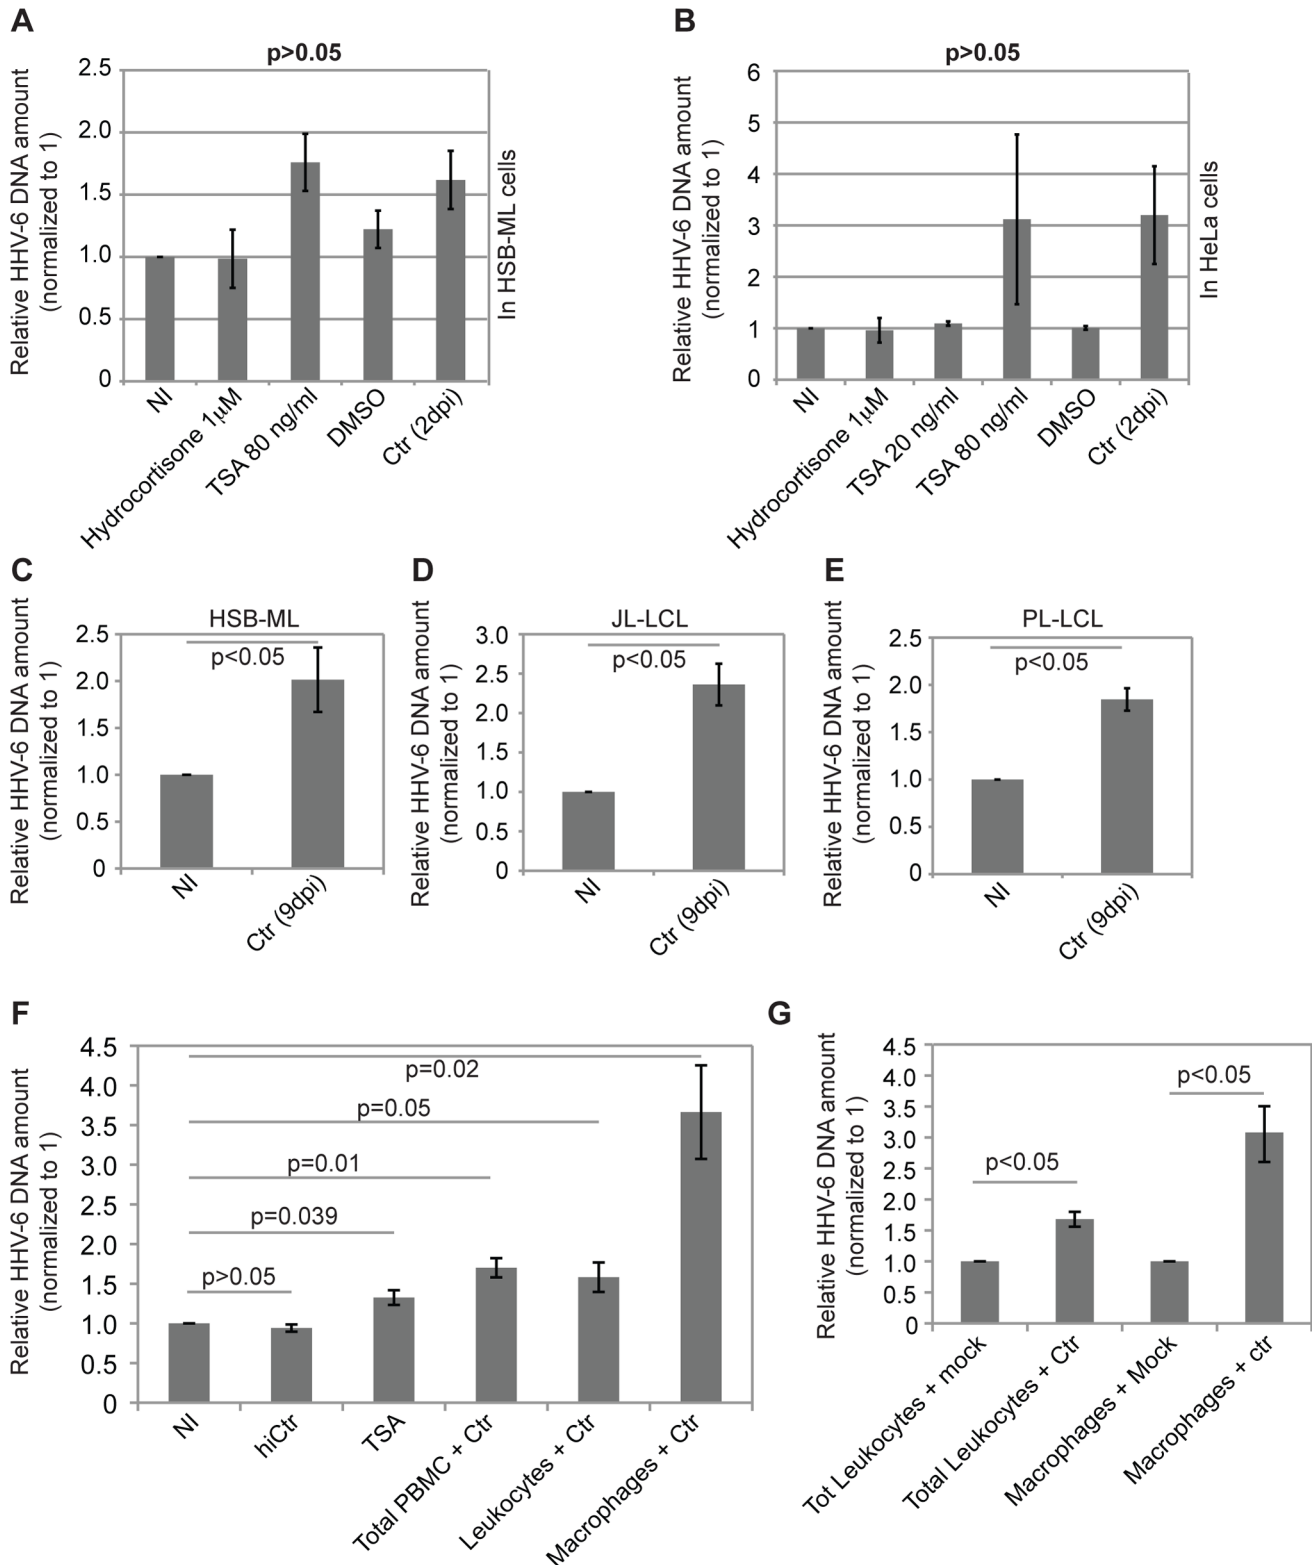 A
p>0.05
Relative HHV-6 DNA amount
(normalized to 1)
2.5
2.0
1.5
1.0
0.5
0
NI
Hydrocortisone 1µM
TSA 80 ng/ml
DMSO
Ctr (2dpi)
In HSB-ML cells
B
p>0.05
Relative HHV-6 DNA amount
(normalized to 1)
6
5
4
3
2
1
0
NI
Hydrocortisone 1µM
TSA 20 ng/ml
TSA 80 ng/ml
DMSO
Ctr (2dpi)
In HeLa cells
C
HSB-ML
Relative HHV-6 DNA amount
(normalized to 1)
2.5
2.0
1.5
1.0
0.5
0
p<0.05
NI
Ctr (9dpi)
D
JL-LCL
Relative HHV-6 DNA amount
(normalized to 1)
3.0
2.5
2.0
1.5
1.0
0.5
0
p<0.05
NI
Ctr (9dpi)
E
PL-LCL
Relative HHV-6 DNA amount
(normalized to 1)
2.5
2.0
1.5
1.0
0.5
0
p<0.05
NI
Ctr (9dpi)
F
Relative HHV-6 DNA amount
(normalized to 1)
4.5
4.0
3.5
3.0
2.5
2.0
1.5
1.0
0.5
0
p=0.02
p=0.05
p=0.01
p=0.039
p>0.05
NI
hiCtr
TSA
Total PBMC + Ctr
Leukocytes + Ctr
Macrophages + Ctr
G
Relative HHV-6 DNA amount
(normalized to 1)
4.5
4.0
3.5
3.0
2.5
2.0
1.5
1.0
0.5
0
p<0.05
p<0.05
Tot Leukocytes + mock
Total Leukocytes + Ctr
Macrophages + Mock
Macrophages + ctr